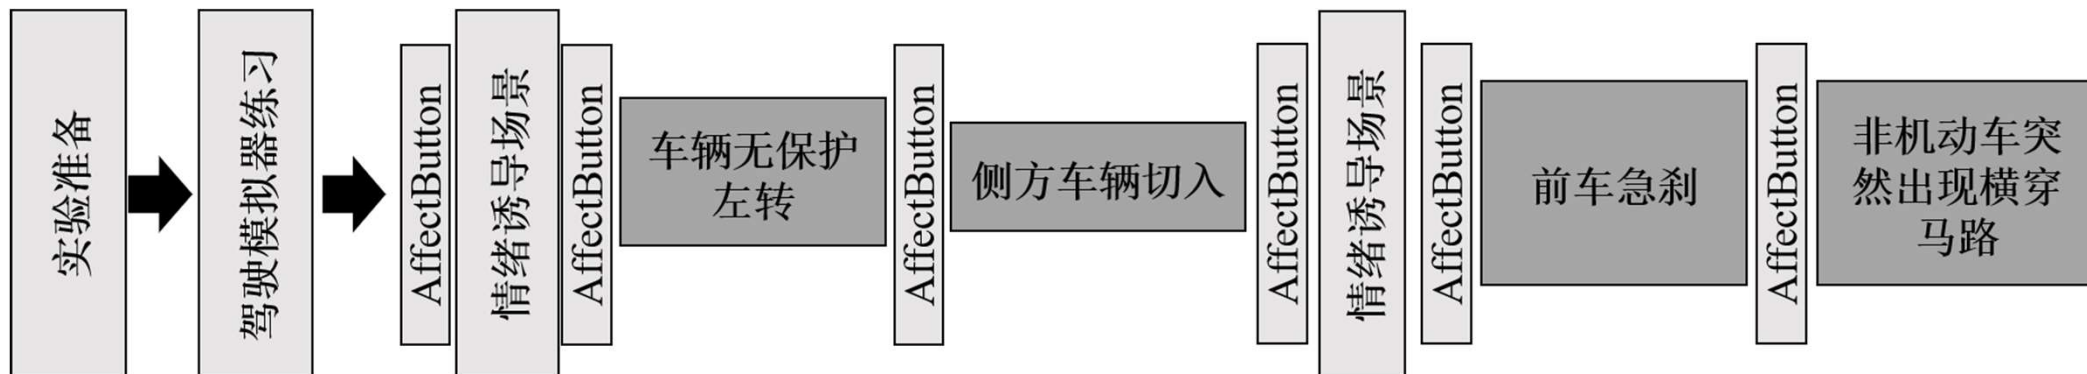 实验准备
驾驶模拟器练习
AffectButton
情绪诱导场景
AffectButton
车辆无保护
左转
AffectButton
侧方车辆切入
AffectButton
情绪诱导场景
AffectButton
前车急刹
AffectButton
非机动车突
然出现横穿
马路